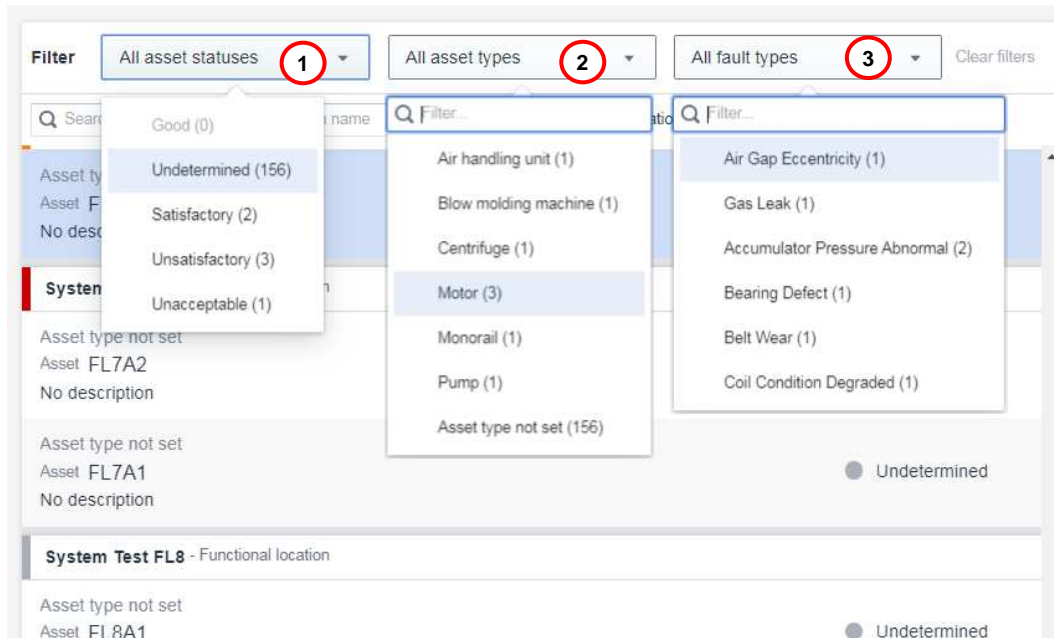 Filter
All asset statuses
1
All asset types
2
All fault types
3
Clear filters
Good (0)
Undetermined (156)
Satisfactory (2)
Unsatisfactory (3)
Unacceptable (1)
name
Filter...
Air handling unit (1)
Blow molding machine (1)
Centrifuge (1)
Motor (3)
Monorail (1)
Pump (1)
Asset type not set (156)
Filter...
Air Gap Eccentricity (1)
Gas Leak (1)
Accumulator Pressure Abnormal (2)
Bearing Defect (1)
Belt Wear (1)
Coil Condition Degraded (1)
Asset
System
Asset type not set
Asset FL7A2
No description
Asset type not set
Asset FL7A1
Undetermined
No description
System Test FL8 - Functional location
Asset type not set
Asset FL8A1
Undetermined